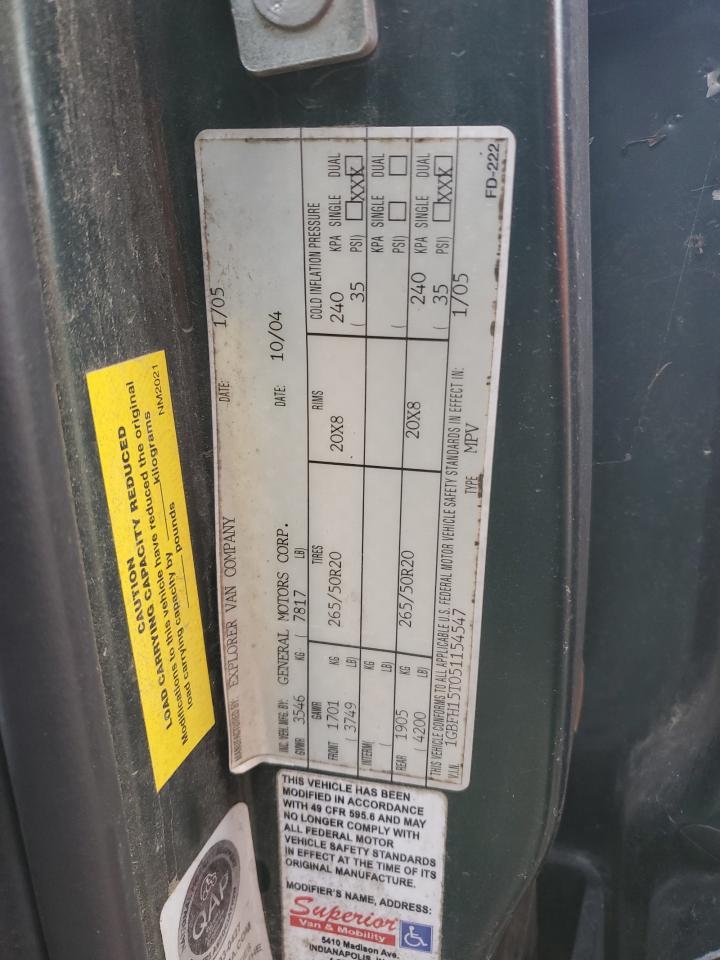 CAUTION
LOAD CARRYING CAPACITY REDUCED
Modifications to this vehicle have reduced the original
load carrying capacity by ____ kilograms
____ pounds
NM2021
MANUFACTURED BY: EXPLORER VAN COMPANY DATE: 1/05
INC. VEH. MFG. BY: GENERAL MOTORS CORP. DATE: 10/04
GVWR 3546 KG ( 7817 LB)
GAWR TIRES RIMS COLD INFLATION PRESSURE
FRONT 1701 KG 265/50R20 20X8 240 KPA SINGLE DUAL
( 3749 LB) ( 35 PSI) XXX
INTERM KG KPA SINGLE DUAL
( LB) ( PSI)
REAR 1905 KG 265/50R20 20X8 240 KPA SINGLE DUAL
( 4200 LB) ( 35 PSI) XXX
THIS VEHICLE CONFORMS TO ALL APPLICABLE U.S. FEDERAL MOTOR VEHICLE SAFETY STANDARDS IN EFFECT IN: 1/05
V.I.N. 1GBFH15T051154547 TYPE MPV
FD-222
THIS VEHICLE HAS BEEN
MODIFIED IN ACCORDANCE
WITH 49 CFR 595.6 AND MAY
NO LONGER COMPLY WITH
ALL FEDERAL MOTOR
VEHICLE SAFETY STANDARDS
IN EFFECT AT THE TIME OF ITS
ORIGINAL MANUFACTURE.
MODIFIER'S NAME, ADDRESS:
Superior
Van & Mobility
5410 Madison Ave.
INDIANAPOLIS,
QAP